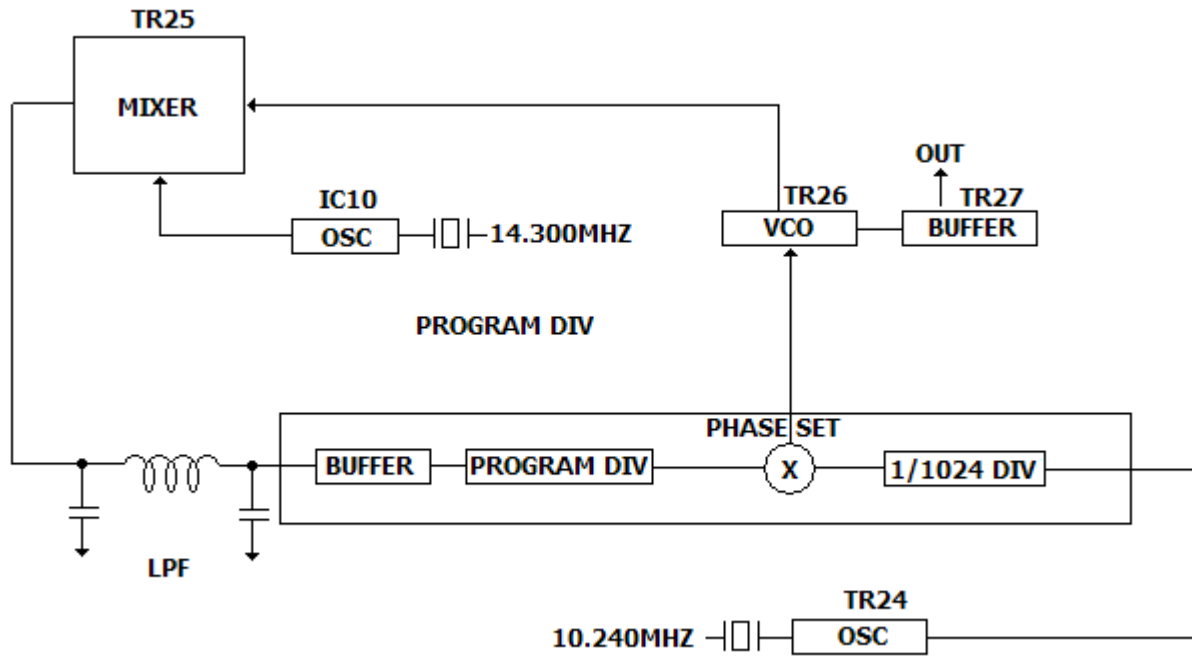 TR25
MIXER
OUT
IC10
TR26
TR27
OSC
14.300MHZ
VCO
BUFFER
PROGRAM DIV
PHASE SET
BUFFER
PROGRAM DIV
X
1/1024 DIV
LPF
TR24
10.240MHZ
OSC